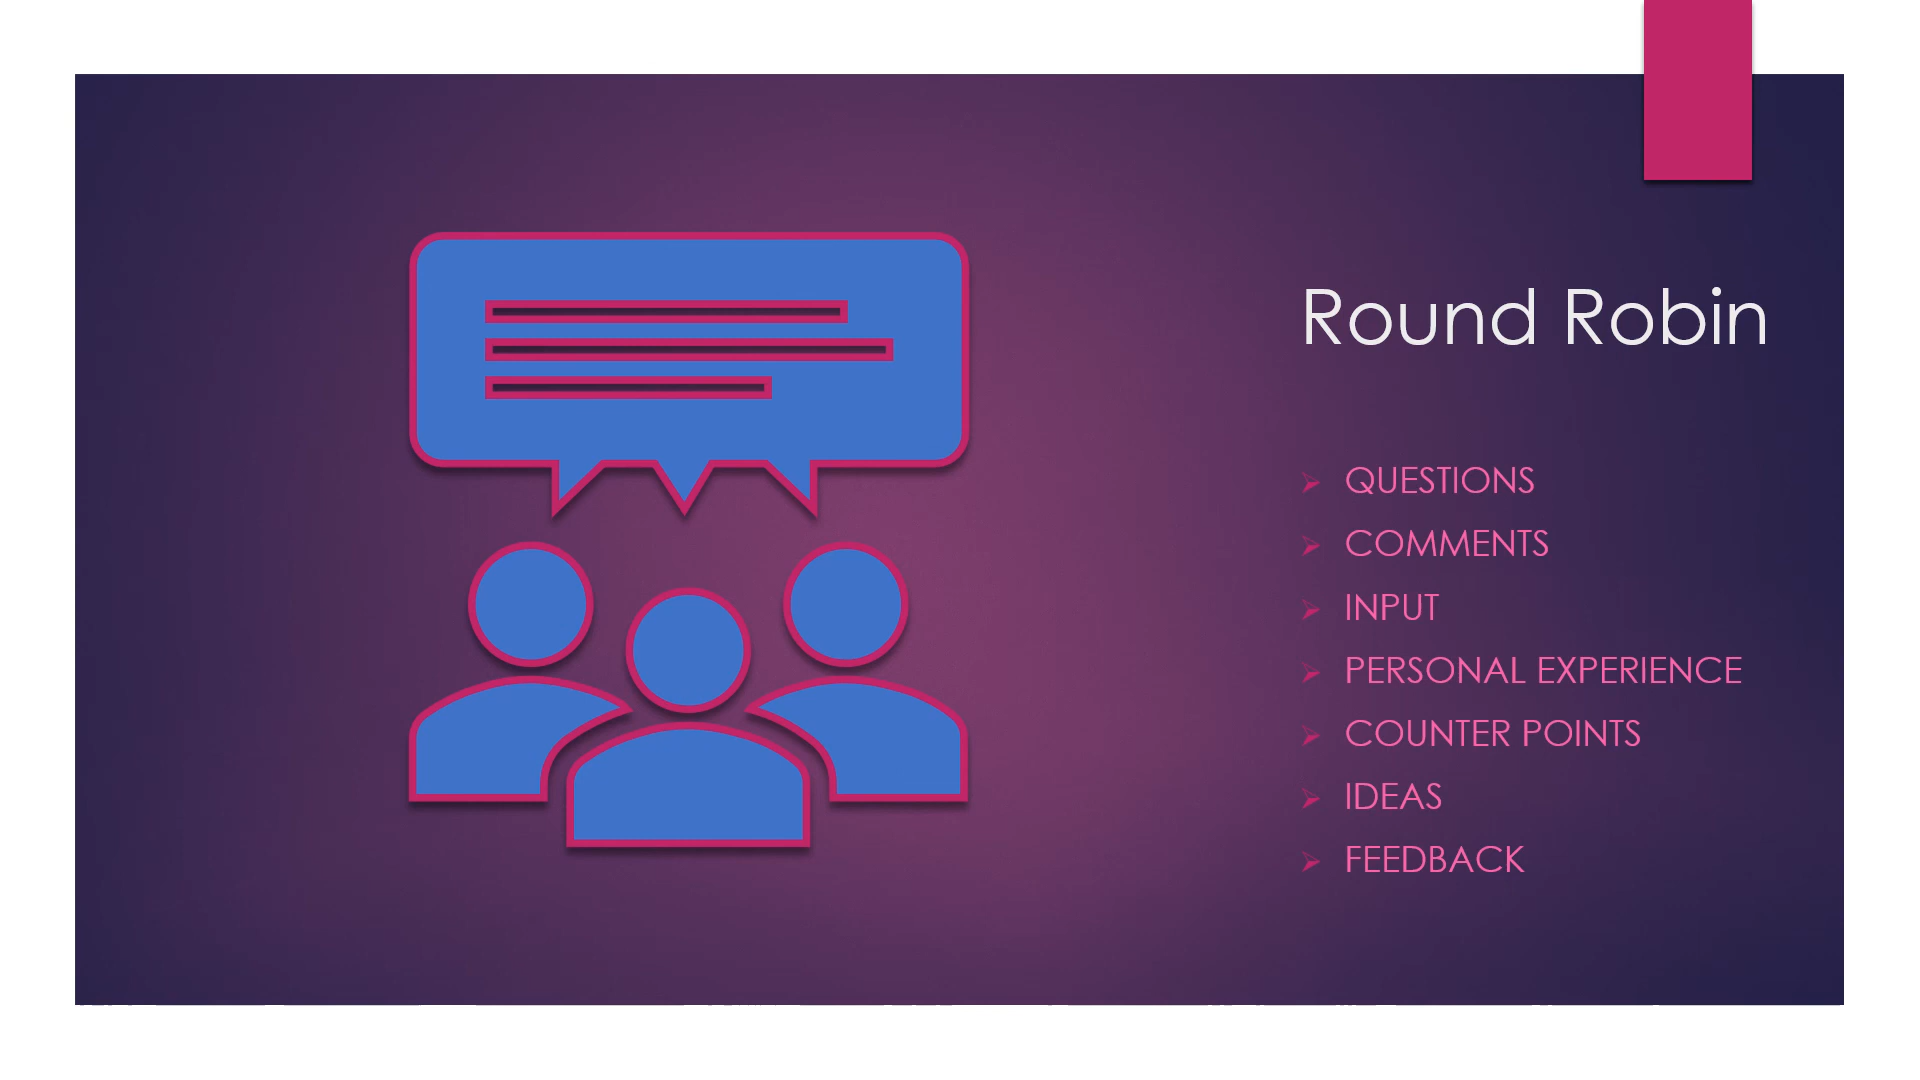 Round Robin
QUESTIONS
COMMENTS
INPUT
PERSONAL EXPERIENCE
COUNTER POINTS
IDEAS
FEEDBACK